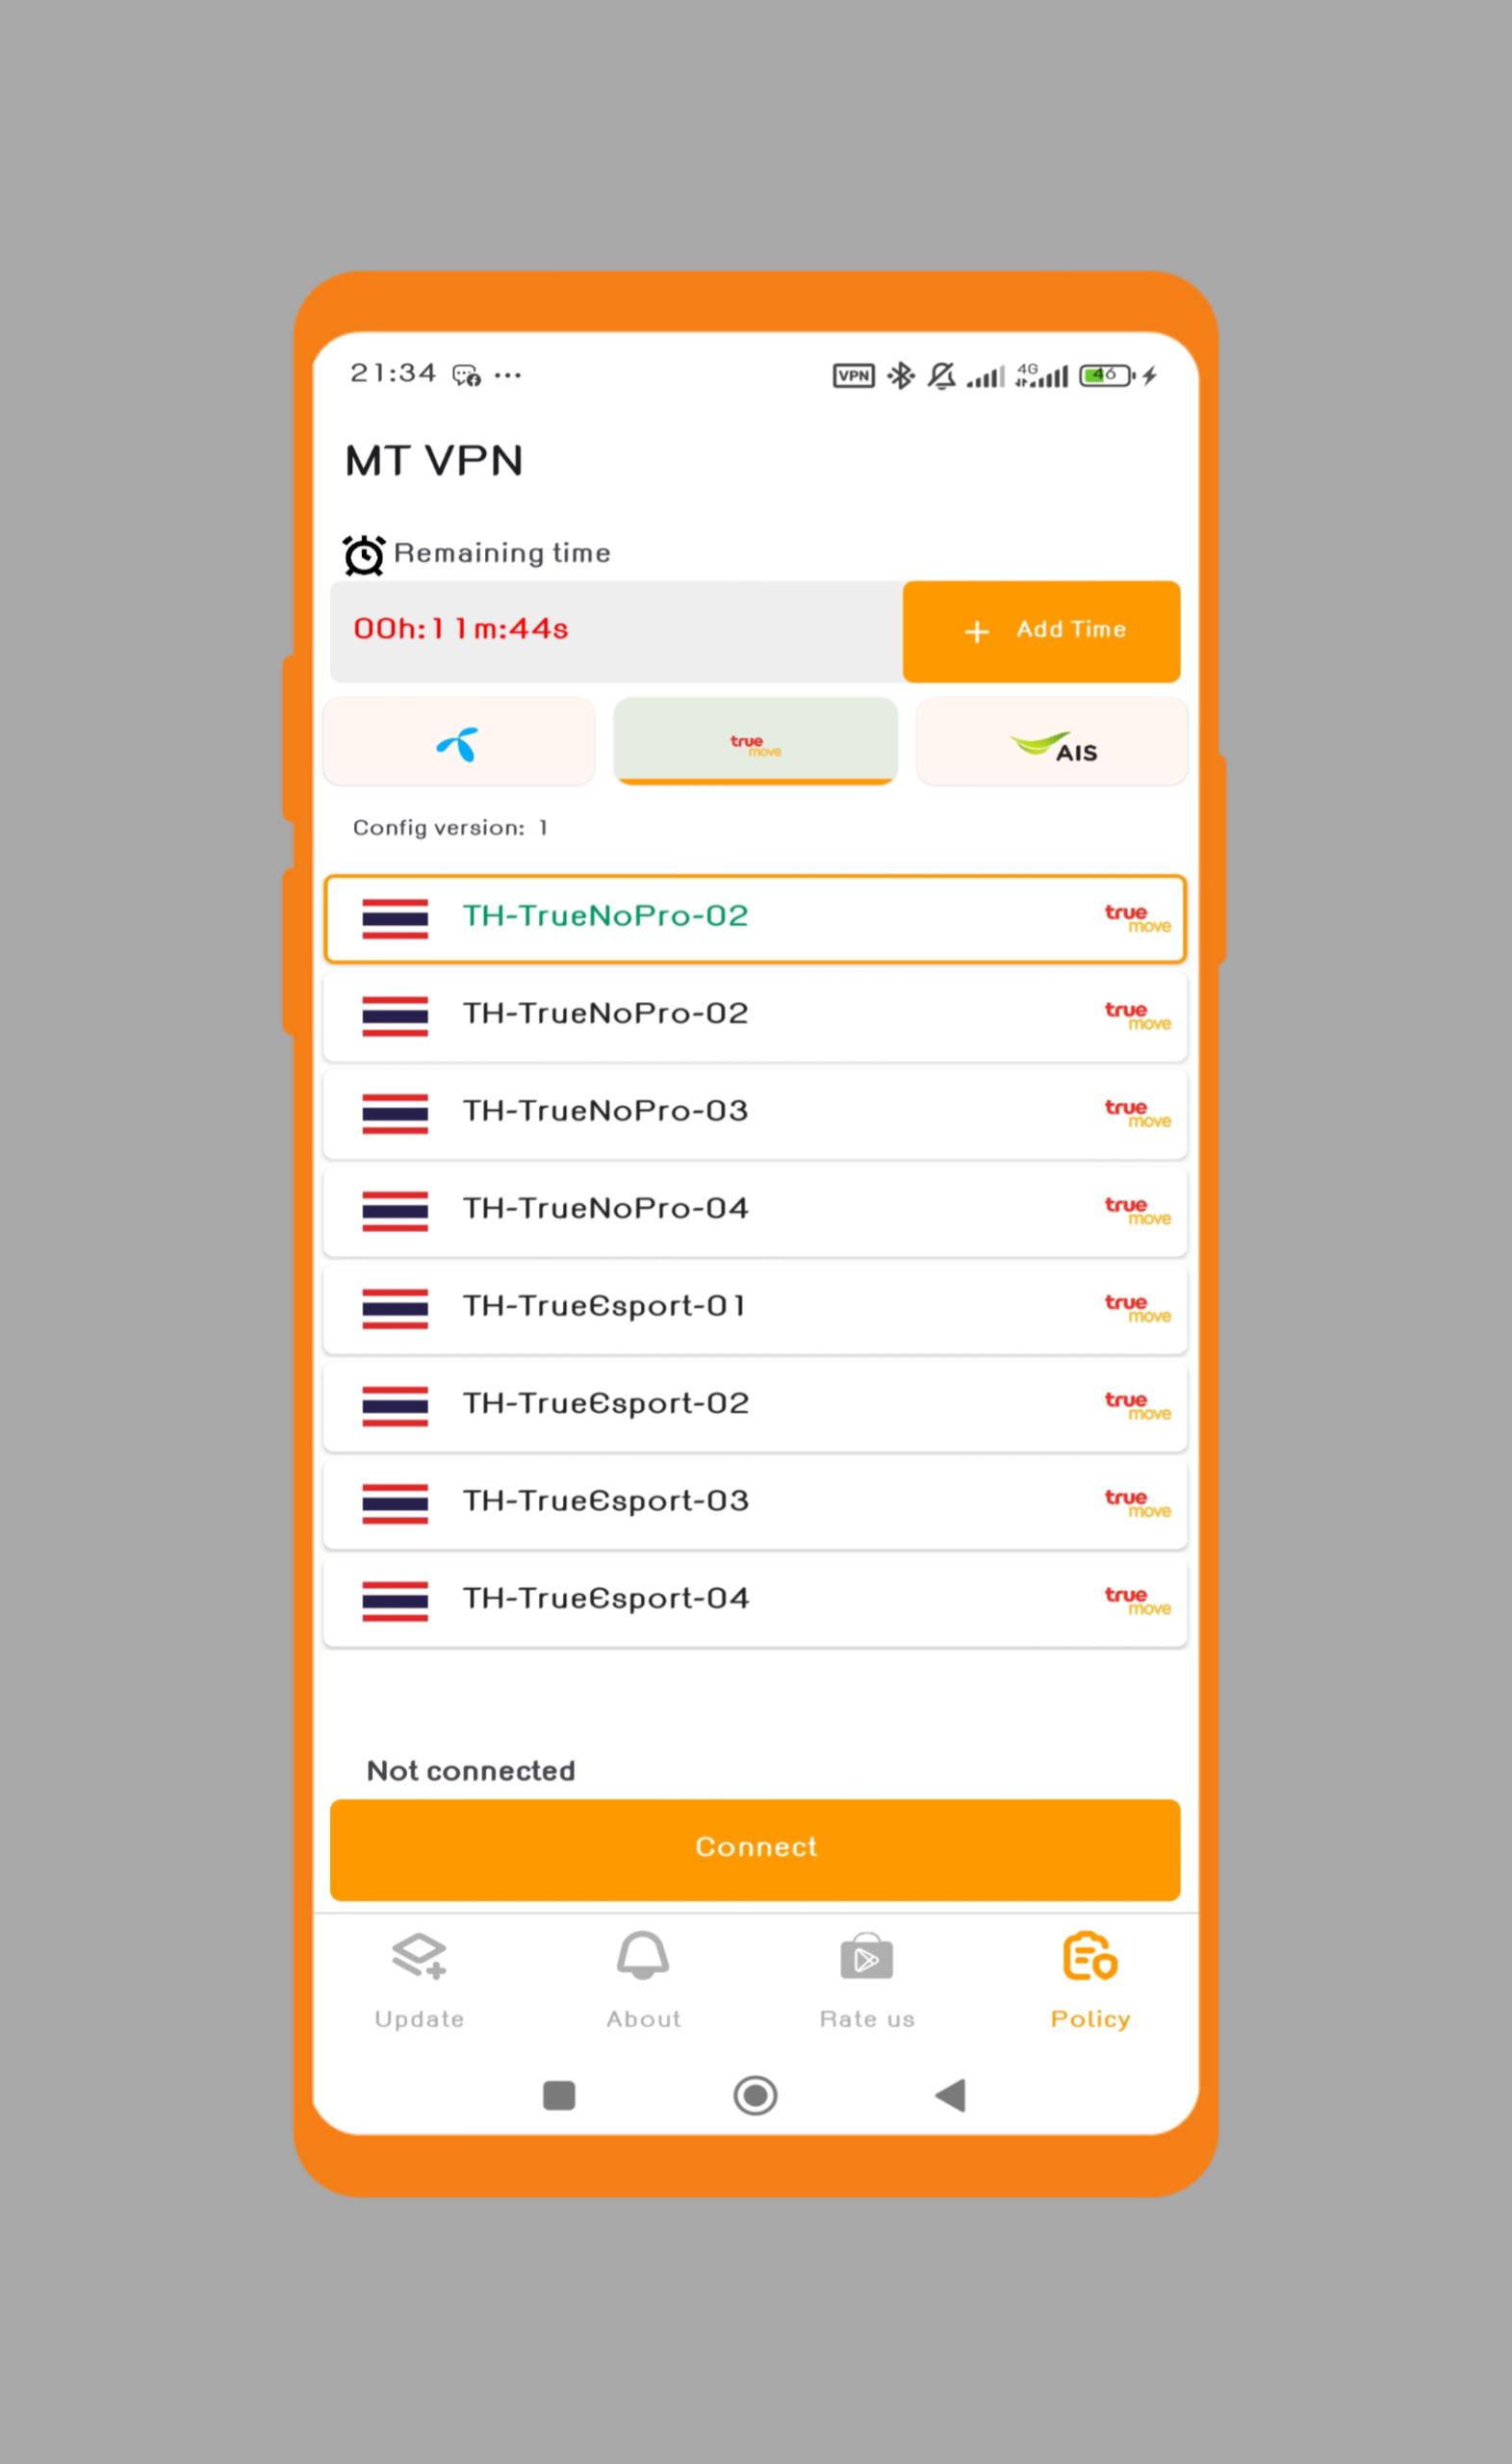 21:34
VPN
4G
46
MT VPN
Remaining time
00h:11m:44s
+ Add Time
true
move
AIS
Config version: 1
TH-TrueNoPro-02
true
move
TH-TrueNoPro-02
true
move
TH-TrueNoPro-03
true
move
TH-TrueNoPro-04
true
move
TH-TrueEsport-01
true
move
TH-TrueEsport-02
true
move
TH-TrueEsport-03
true
move
TH-TrueEsport-04
true
move
Not connected
Connect
Update
About
Rate us
Policy